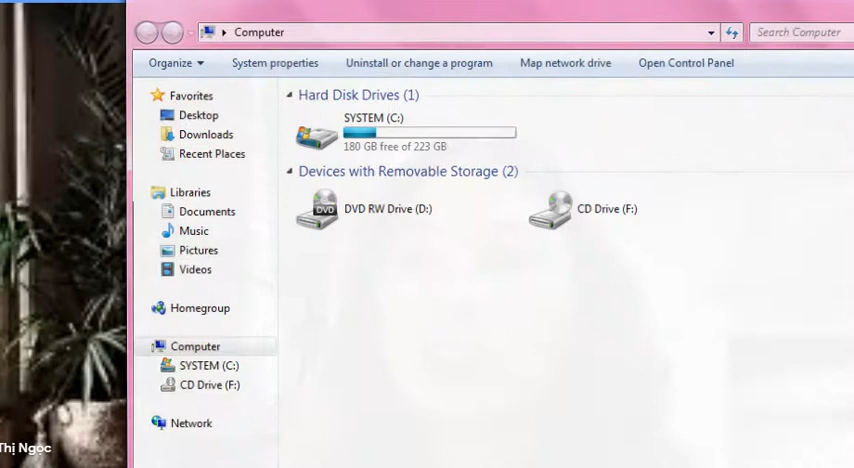 Computer
Search Computer
Organize
System properties
Uninstall or change a program
Map network drive
Open Control Panel
Favorites
Desktop
Downloads
Recent Places
Libraries
Documents
Music
Pictures
Videos
Homegroup
Computer
SYSTEM (C:)
CD Drive (F:)
Network
Hard Disk Drives (1)
SYSTEM (C:)
180 GB free of 223 GB
Devices with Removable Storage (2)
DVD RW Drive (D:)
DVD
CD Drive (F:)
Thị Ngọc